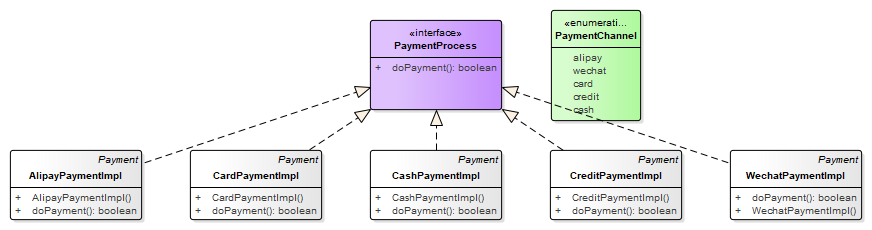 «interface»
PaymentProcess
+ doPayment(): boolean
«enumerati...
PaymentChannel
alipay
wechat
card
credit
cash
Payment
AlipayPaymentImpl
+ AlipayPaymentImpl()
+ doPayment(): boolean
Payment
CardPaymentImpl
+ CardPaymentImpl()
+ doPayment(): boolean
Payment
CashPaymentImpl
+ CashPaymentImpl()
+ doPayment(): boolean
Payment
CreditPaymentImpl
+ CreditPaymentImpl()
+ doPayment(): boolean
Payment
WechatPaymentImpl
+ doPayment(): boolean
+ WechatPaymentImpl()